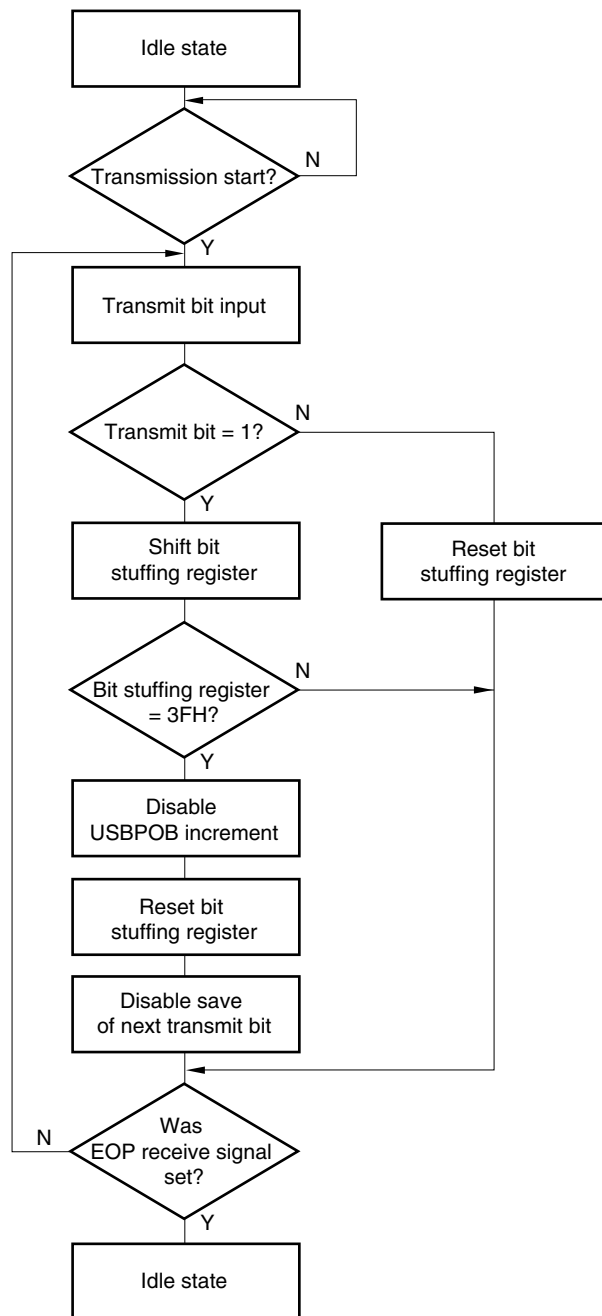 Idle state
Transmission start?
N
Y
Transmit bit input
Transmit bit = 1?
N
Y
Shift bit
stuffing register
Reset bit
stuffing register
Bit stuffing register
= 3FH?
N
Y
Disable
USBPOB increment
Reset bit
stuffing register
Disable save
of next transmit bit
Was
EOP receive signal
set?
N
Y
Idle state